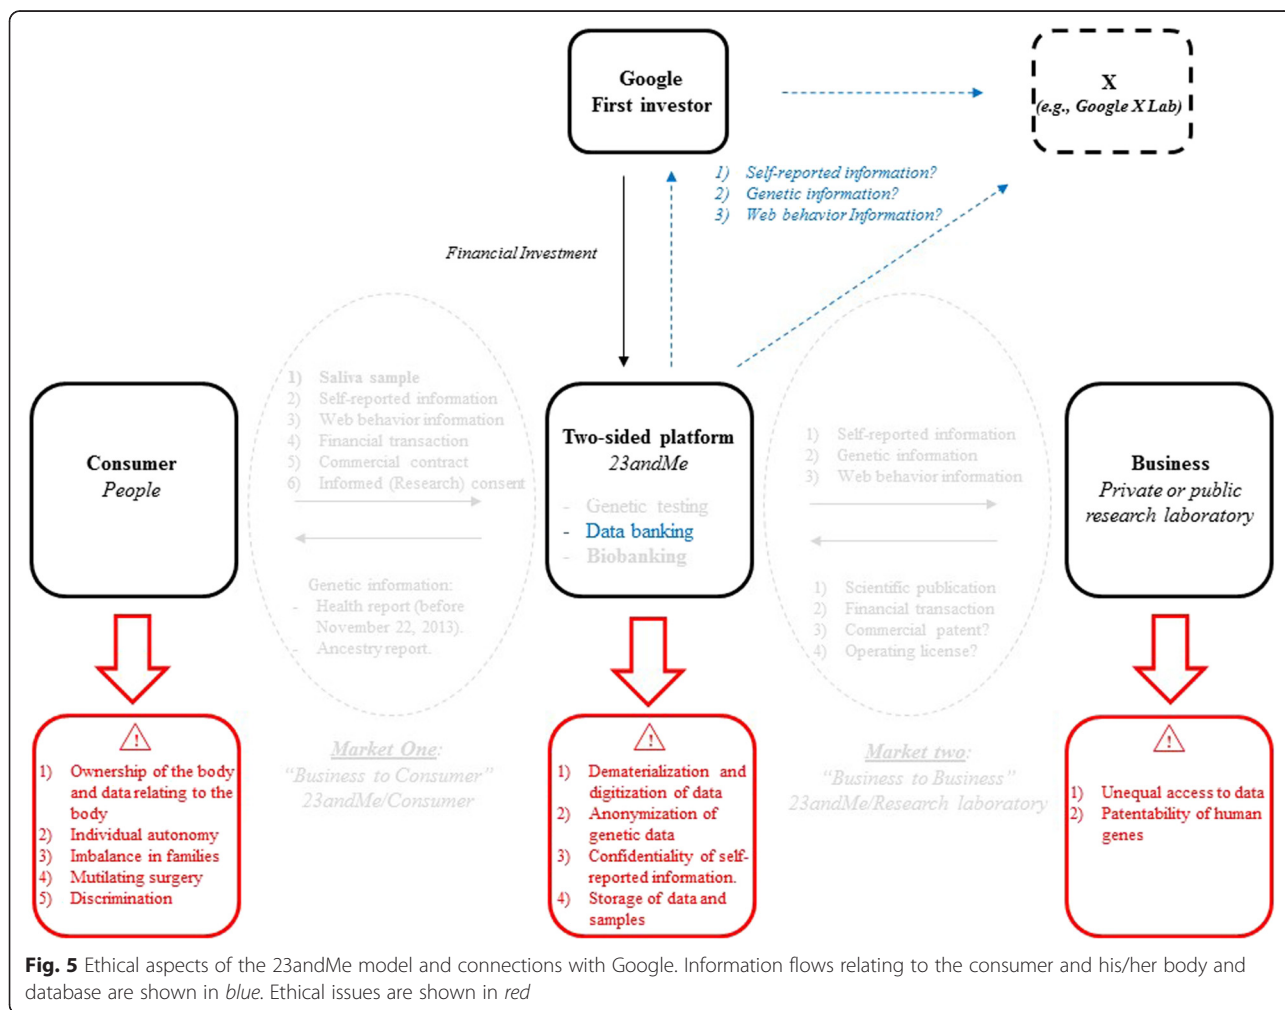 Google
First investor
X
(e.g., Google X Lab)
1) Self-reported information?
2) Genetic information?
3) Web behavior Information?
Financial Investment
Consumer
People
1) Saliva sample
2) Self-reported information
3) Web behavior information
4) Financial transaction
5) Commercial contract
6) Informed (Research) consent
Genetic information:
- Health report (before
November 22, 2013).
- Ancestry report.
Two-sided platform
23andMe
- Genetic testing
- Data banking
- Biobanking
1) Self-reported information
2) Genetic information
3) Web behavior information
1) Scientific publication
2) Financial transaction
3) Commercial patent?
4) Operating license?
Business
Private or public
research laboratory
!
1) Ownership of the body
and data relating to the
body
2) Individual autonomy
3) Imbalance in families
4) Mutilating surgery
5) Discrimination
Market One:
"Business to Consumer"
23andMe/Consumer
!
1) Dematerialization and
digitization of data
2) Anonymization of
genetic data
3) Confidentiality of self-
reported information.
4) Storage of data and
samples
Market two:
"Business to Business"
23andMe/Research laboratory
!
1) Unequal access to data
2) Patentability of human
genes
Fig. 5 Ethical aspects of the 23andMe model and connections with Google. Information flows relating to the consumer and his/her body and
database are shown in blue. Ethical issues are shown in red